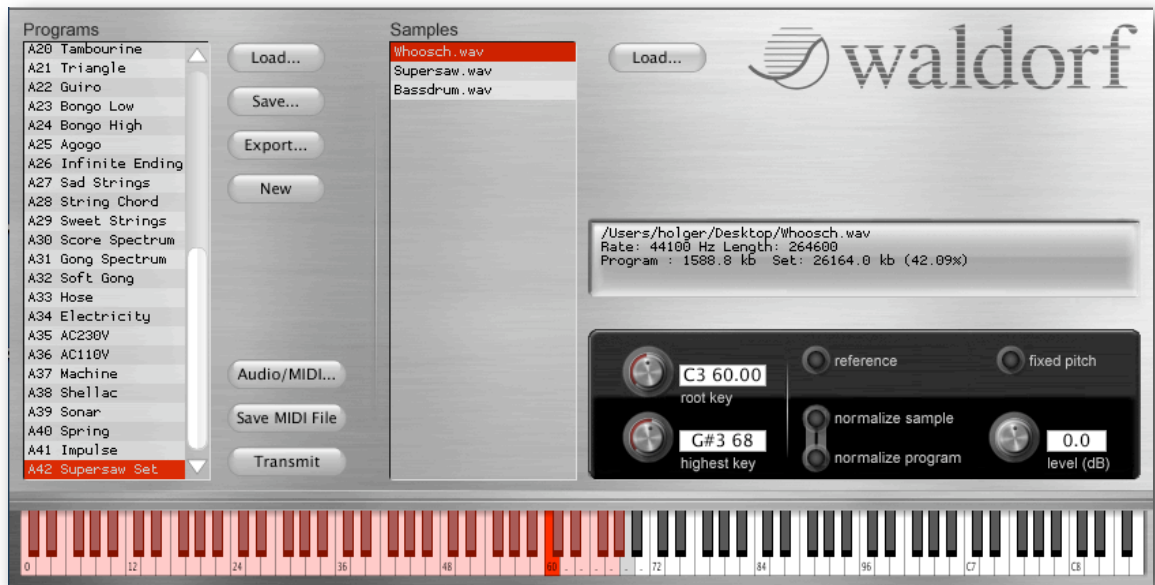 Programs
A20 Tambourine
A21 Triangle
A22 Guiro
A23 Bongo Low
A24 Bongo High
A25 Agogo
A26 Infinite Ending
A27 Sad Strings
A28 String Chord
A29 Sweet Strings
A30 Score Spectrum
A31 Gong Spectrum
A32 Soft Gong
A33 Hose
A34 Electricity
A35 AC230V
A36 AC110V
A37 Machine
A38 Shellac
A39 Sonar
A40 Spring
A41 Impulse
A42 Supersaw Set
Load...
Save...
Export...
New
Audio/MIDI...
Save MIDI File
Transmit
Samples
Whoosch.wav
Supersaw.wav
Bassdrum.wav
Load...
waldorf
/Users/holger/Desktop/Whoosch.wav
Rate: 44100 Hz Length: 264600
Program : 1588.8 kb Set: 26164.0 kb (42.09%)
C3 60.00
root key
G#3 68
highest key
reference
normalize sample
normalize program
fixed pitch
0.0
level (dB)
0 12 24 36 48 60 - - - - - - - 72 84 96 C7 C8